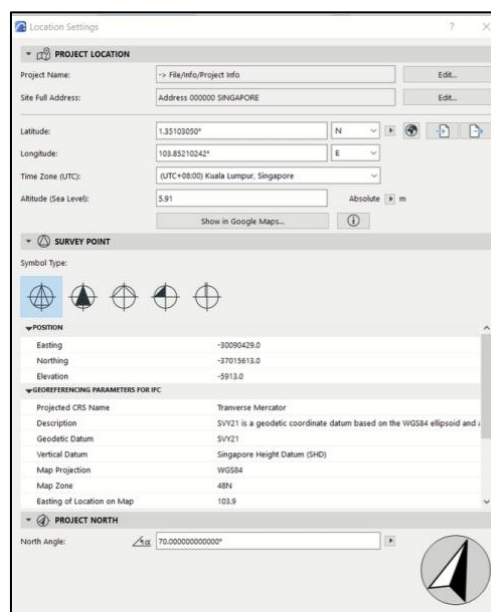 Location Settings ? ×
PROJECT LOCATION
Project Name: -> File/Info/Project Info Edit...
Site Full Address: Address 000000 SINGAPORE Edit...
Latitude: 1.35103050° N
Longitude: 103.85210242° E
Time Zone (UTC): (UTC+08:00) Kuala Lumpur, Singapore
Altitude (Sea Level): 5.91 Absolute m
Show in Google Maps...
SURVEY POINT
Symbol Type:
POSITION
Easting -30090429.0
Northing -37015613.0
Elevation -5913.0
GEOREFERENCING PARAMETERS FOR IFC
Projected CRS Name Tranverse Mercator
Description SVY21 is a geodetic coordinate datum based on the WGS84 ellipsoid and
Geodetic Datum SVY21
Vertical Datum Singapore Height Datum (SHD)
Map Projection WGS84
Map Zone 48N
Easting of Location on Map 103.9
PROJECT NORTH
North Angle: 70.000000000000°